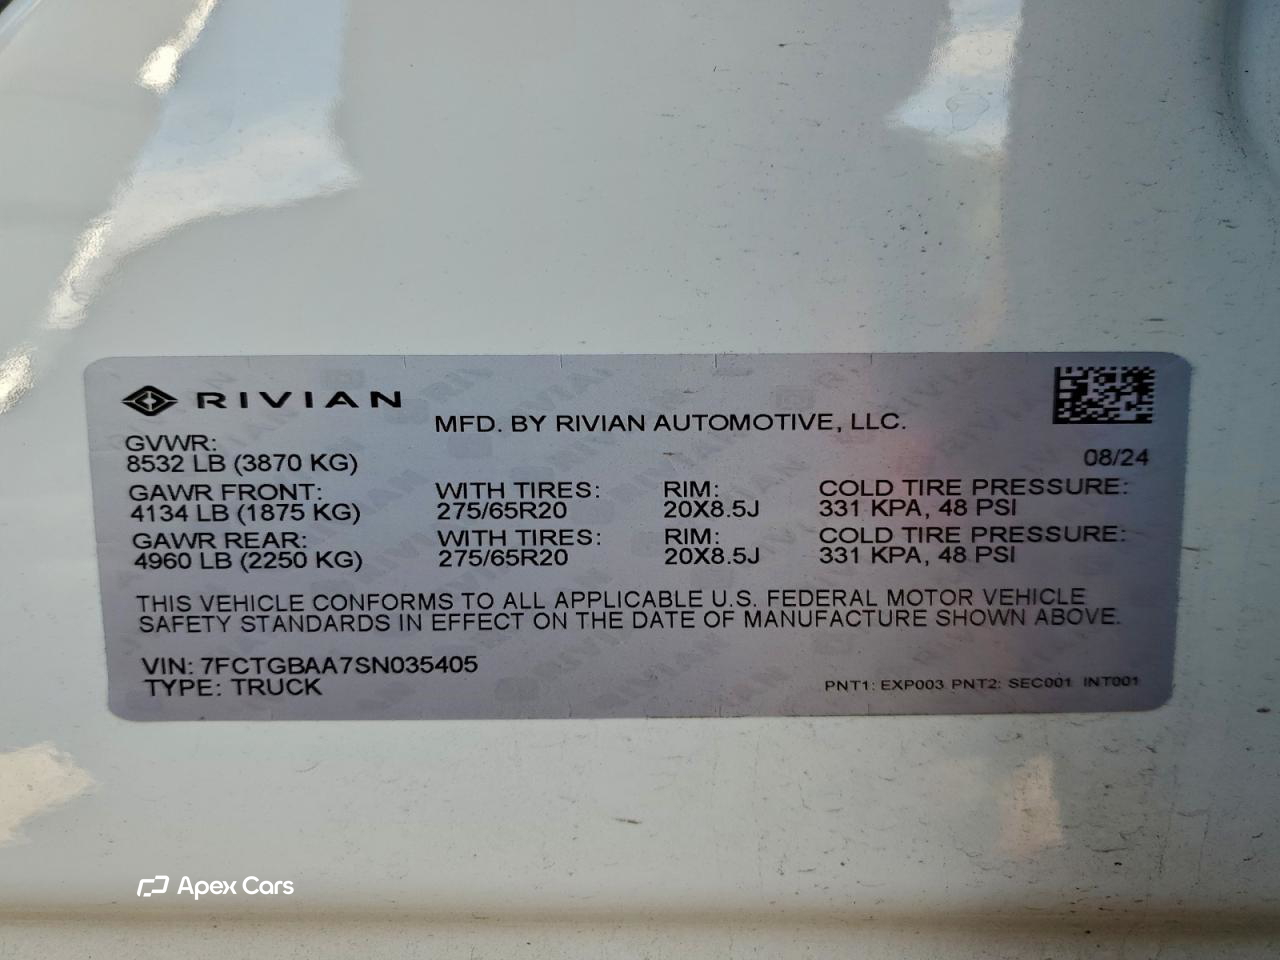 RIVIAN
MFD. BY RIVIAN AUTOMOTIVE, LLC.
GVWR:
8532 LB (3870 KG)
08/24
GAWR FRONT: WITH TIRES: RIM: COLD TIRE PRESSURE:
4134 LB (1875 KG) 275/65R20 20X8.5J 331 KPA, 48 PSI
GAWR REAR: WITH TIRES: RIM: COLD TIRE PRESSURE:
4960 LB (2250 KG) 275/65R20 20X8.5J 331 KPA, 48 PSI
THIS VEHICLE CONFORMS TO ALL APPLICABLE U.S. FEDERAL MOTOR VEHICLE
SAFETY STANDARDS IN EFFECT ON THE DATE OF MANUFACTURE SHOWN ABOVE.
VIN: 7FCTGBAA7SN035405
TYPE: TRUCK
PNT1: EXP003 PNT2: SEC001 INT001
Apex Cars